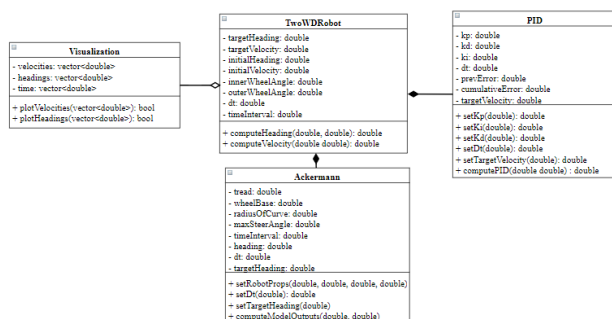 Visualization
- velocities: vector<double>
- headings: vector<double>
- time: vector<double>
+ plotVelocities(vector<double>): bool
+ plotHeadings(vector<double>): bool
TwoWDRobot
- targetHeading: double
- targetVelocity: double
- initialHeading: double
- initialVelocity: double
- innerWheelAngle: double
- outerWheelAngle: double
- dt: double
- timeInterval: double
+ computeHeading(double, double): double
+ computeVelocity(double double): double
PID
- kp: double
- kd: double
- ki: double
- dt: double
- prevError: double
- cumulativeError: double
- targetVelocity: double
+ setKp(double): double
+ setKi(double): double
+ setKd(double): double
+ setDt(double): double
+ setTargetVelocity(double): double
+ computePID(double double) : double
Ackermann
- tread: double
- wheelBase: double
- radiusOfCurve: double
- maxSteerAngle: double
- timeInterval: double
- heading: double
- dt: double
- targetHeading: double
+ setRobotProps(double, double, double, double)
+ setDt(double): double
+ setTargetHeading(double)
+ computeModelOutputs(double, double)